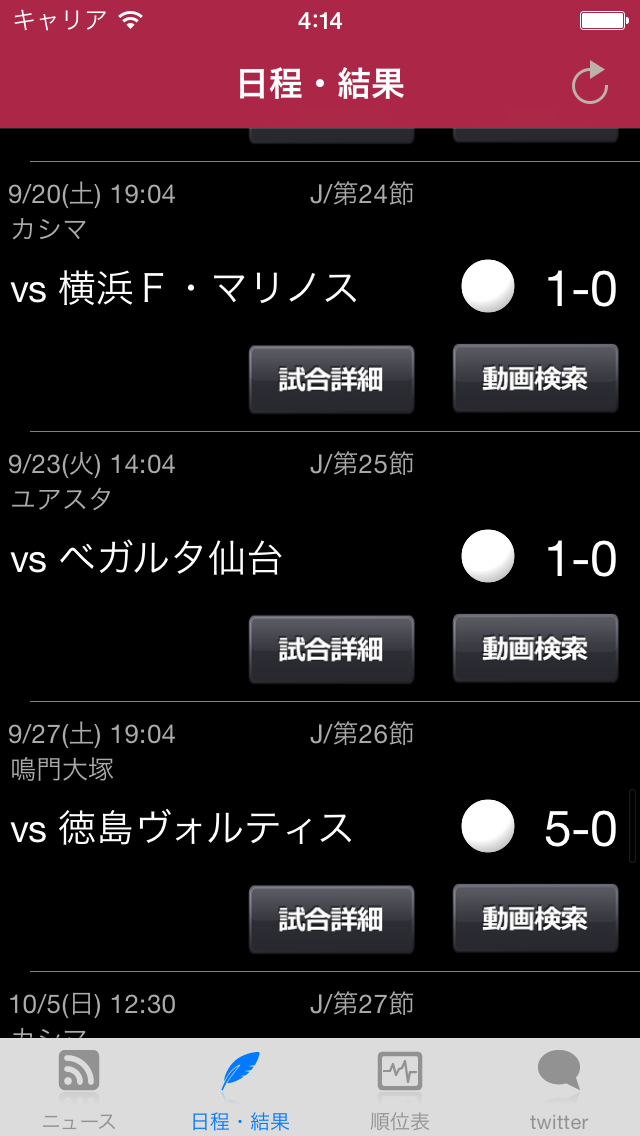 キャリア 4:14
日程・結果
9/20(土) 19:04 J/第24節
カシマ
vs 横浜Ｆ・マリノス 1-0
試合詳細 動画検索
9/23(火) 14:04 J/第25節
ユアスタ
vs ベガルタ仙台 1-0
試合詳細 動画検索
9/27(土) 19:04 J/第26節
鳴門大塚
vs 徳島ヴォルティス 5-0
試合詳細 動画検索
10/5(日) 12:30 J/第27節
カシマ
ニュース 日程・結果 順位表 twitter